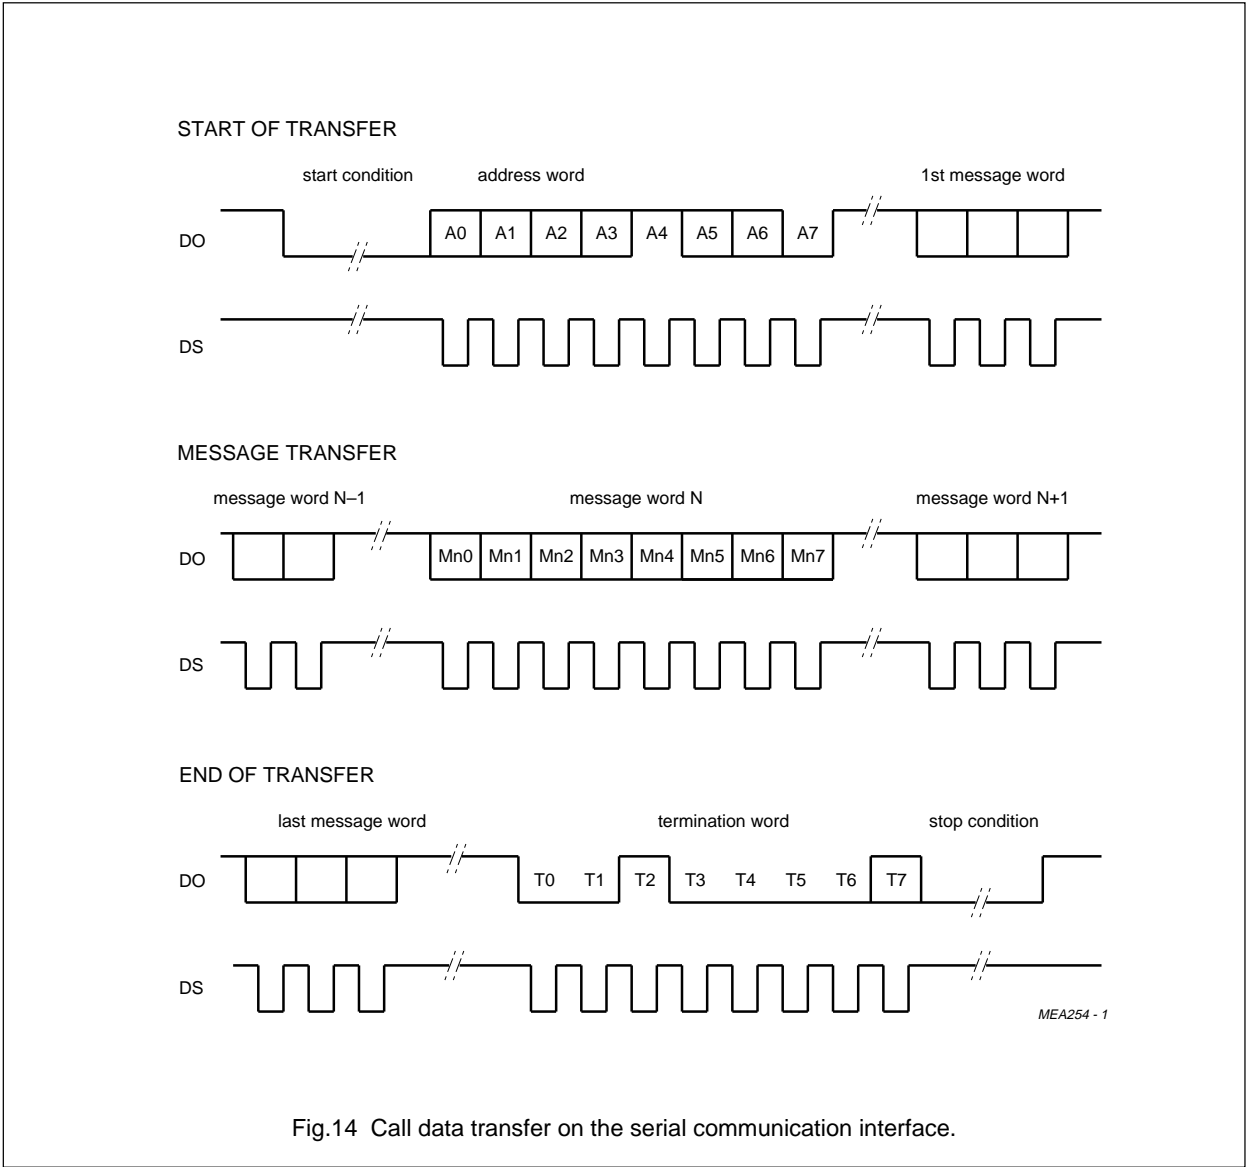 START OF TRANSFER
start condition address word 1st message word
DO A0 A1 A2 A3 A4 A5 A6 A7
DS
MESSAGE TRANSFER
message word N–1 message word N message word N+1
DO Mn0 Mn1 Mn2 Mn3 Mn4 Mn5 Mn6 Mn7
DS
END OF TRANSFER
last message word termination word stop condition
DO T0 T1 T2 T3 T4 T5 T6 T7
DS
MEA254 - 1
Fig.14 Call data transfer on the serial communication interface.